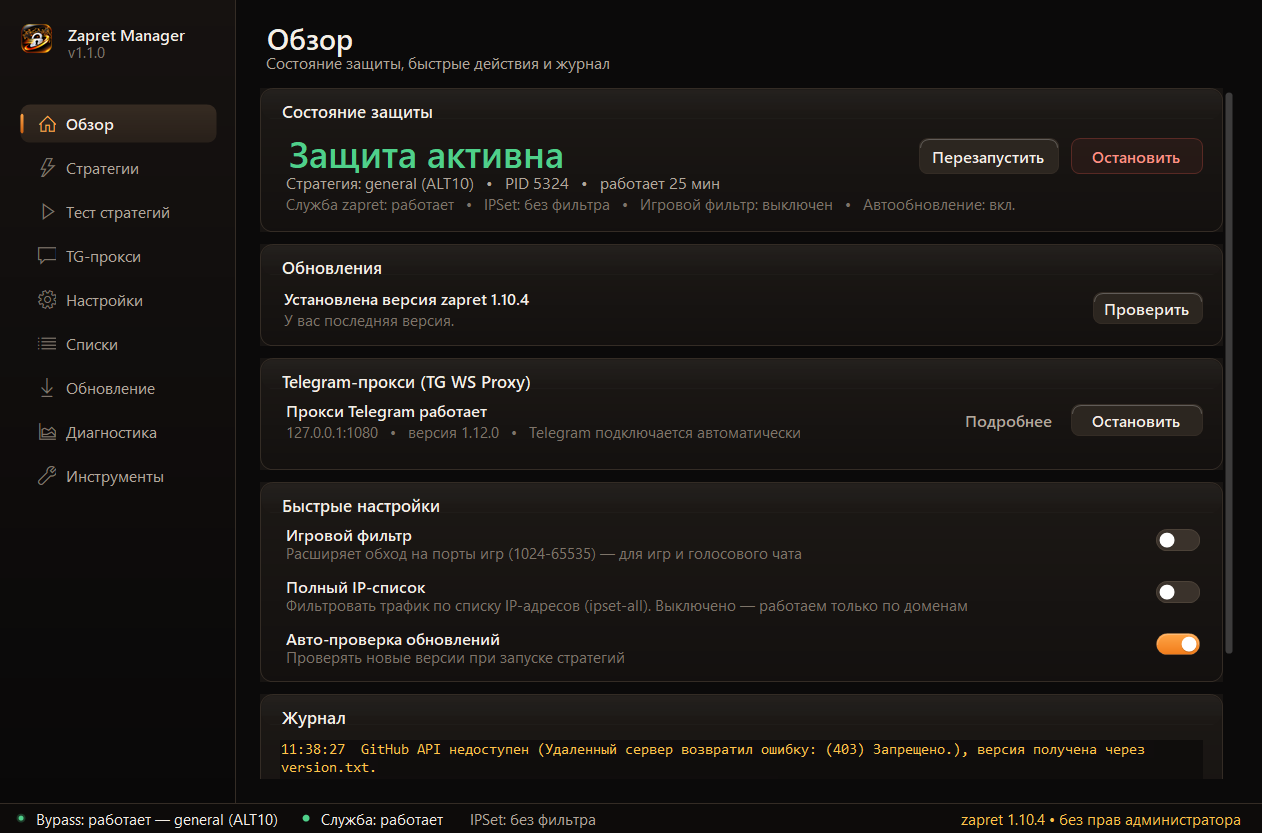 Zapret Manager
v1.1.0
Обзор
Стратегии
Тест стратегий
TG-прокси
Настройки
Списки
Обновление
Диагностика
Инструменты
Обзор
Состояние защиты, быстрые действия и журнал
Состояние защиты
Защита активна
Перезапустить
Остановить
Стратегия: general (ALT10) • PID 5324 • работает 25 мин
Служба zapret: работает • IPSet: без фильтра • Игровой фильтр: выключен • Автообновление: вкл.
Обновления
Установлена версия zapret 1.10.4
У вас последняя версия.
Проверить
Telegram-прокси (TG WS Proxy)
Прокси Telegram работает
127.0.0.1:1080 • версия 1.12.0 • Telegram подключается автоматически
Подробнее
Остановить
Быстрые настройки
Игровой фильтр
Расширяет обход на порты игр (1024-65535) — для игр и голосового чата
Полный IP-список
Фильтровать трафик по списку IP-адресов (ipset-all). Выключено — работаем только по доменам
Авто-проверка обновлений
Проверять новые версии при запуске стратегий
Журнал
11:38:27 GitHub API недоступен (Удаленный сервер возвратил ошибку: (403) Запрещено.), версия получена через
version.txt.
Bypass: работает — general (ALT10)
Служба: работает
IPSet: без фильтра
zapret 1.10.4 • без прав администратора